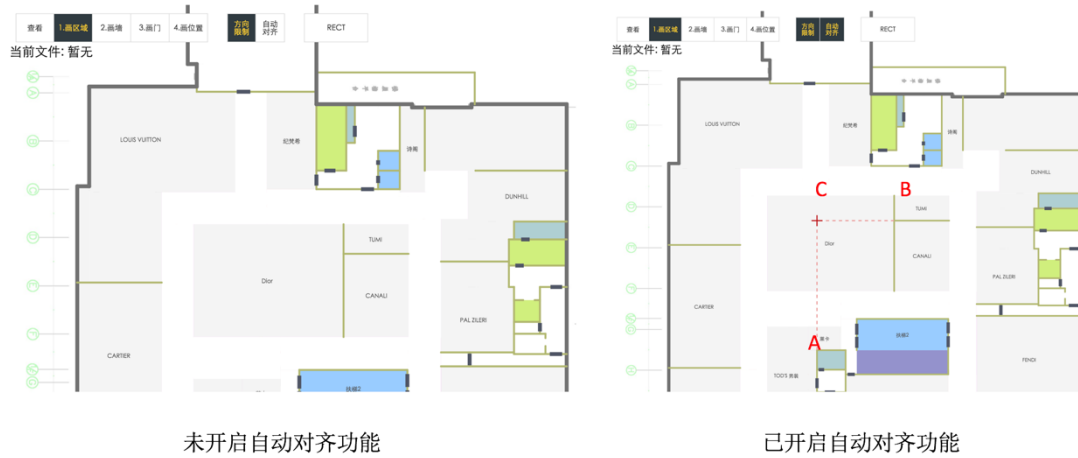 查看 1.画区域 2.画墙 3.画门 4.画位置 方向限制 自动对齐 RECT
当前文件: 暂无
LOUIS VUITTON
纪梵希
DUNHILL
TUMI
Dior
CANALI
PAL ZILERI
CARTIER
扶梯2
未开启自动对齐功能
查看 1.画区域 2.画墙 3.画门 4.画位置 方向限制 自动对齐 RECT
当前文件: 暂无
LOUIS VUITTON
纪梵希
DUNHILL
C B
TUMI
Dior
CANALI
PAL ZILERI
CARTIER
A
扶梯2
FENDI
已开启自动对齐功能